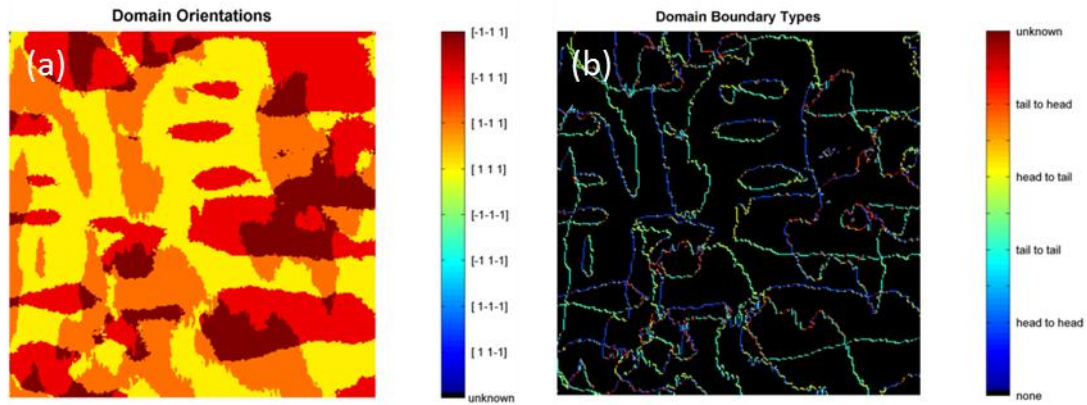 Domain Orientations
(a)
[-1-1 1]
[-1 1 1]
[ 1-1 1]
[ 1 1 1]
[-1-1-1]
[-1 1-1]
[ 1-1-1]
[ 1 1-1]
unknown
Domain Boundary Types
(b)
unknown
tail to head
head to tail
tail to tail
head to head
none